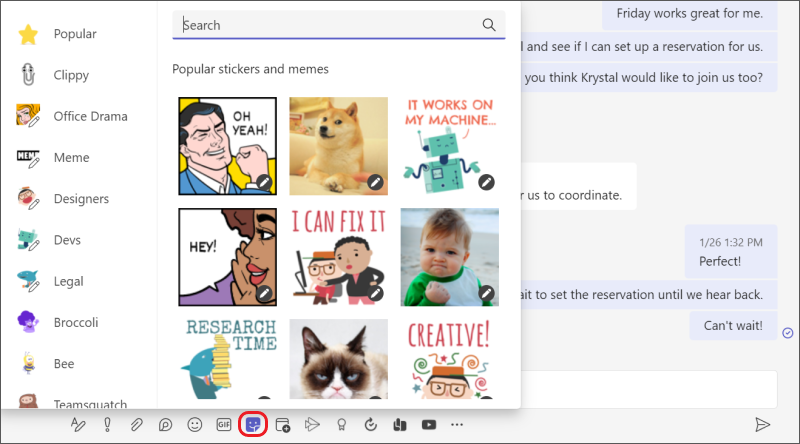 Search
Popular
Clippy
Office Drama
MEME
Meme
Designers
Devs
Legal
Broccoli
Bee
Teamsquatch
Popular stickers and memes
OH
YEAH!
IT WORKS ON
MY MACHINE...
HEY!
I CAN FIX IT
RESEARCH
TIME
CREATIVE!
Friday works great for me.
and see if I can set up a reservation for us.
you think Krystal would like to join us too?
us to coordinate.
1/26 1:32 PM
Perfect!
to set the reservation until we hear back.
Can't wait!
GIF